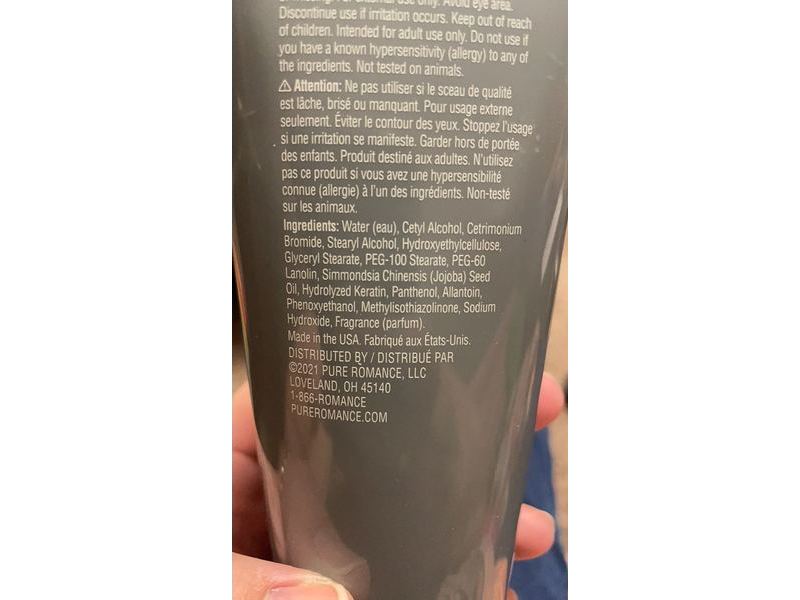 For external use only. Avoid eye area.
Discontinue use if irritation occurs. Keep out of reach
of children. Intended for adult use only. Do not use if
you have a known hypersensitivity (allergy) to any of
the ingredients. Not tested on animals.
⚠ Attention: Ne pas utiliser si le sceau de qualité
est lâche, brisé ou manquant. Pour usage externe
seulement. Éviter le contour des yeux. Stoppez l'usage
si une irritation se manifeste. Garder hors de portée
des enfants. Produit destiné aux adultes. N'utilisez
pas ce produit si vous avez une hypersensibilité
connue (allergie) à l'un des ingrédients. Non-testé
sur les animaux.
Ingredients: Water (eau), Cetyl Alcohol, Cetrimonium
Bromide, Stearyl Alcohol, Hydroxyethylcellulose,
Glyceryl Stearate, PEG-100 Stearate, PEG-60
Lanolin, Simmondsia Chinensis (Jojoba) Seed
Oil, Hydrolyzed Keratin, Panthenol, Allantoin,
Phenoxyethanol, Methylisothiazolinone, Sodium
Hydroxide, Fragrance (parfum).
Made in the USA. Fabriqué aux États-Unis.
DISTRIBUTED BY / DISTRIBUÉ PAR
©2021 PURE ROMANCE, LLC
LOVELAND, OH 45140
1-866-ROMANCE
PUREROMANCE.COM